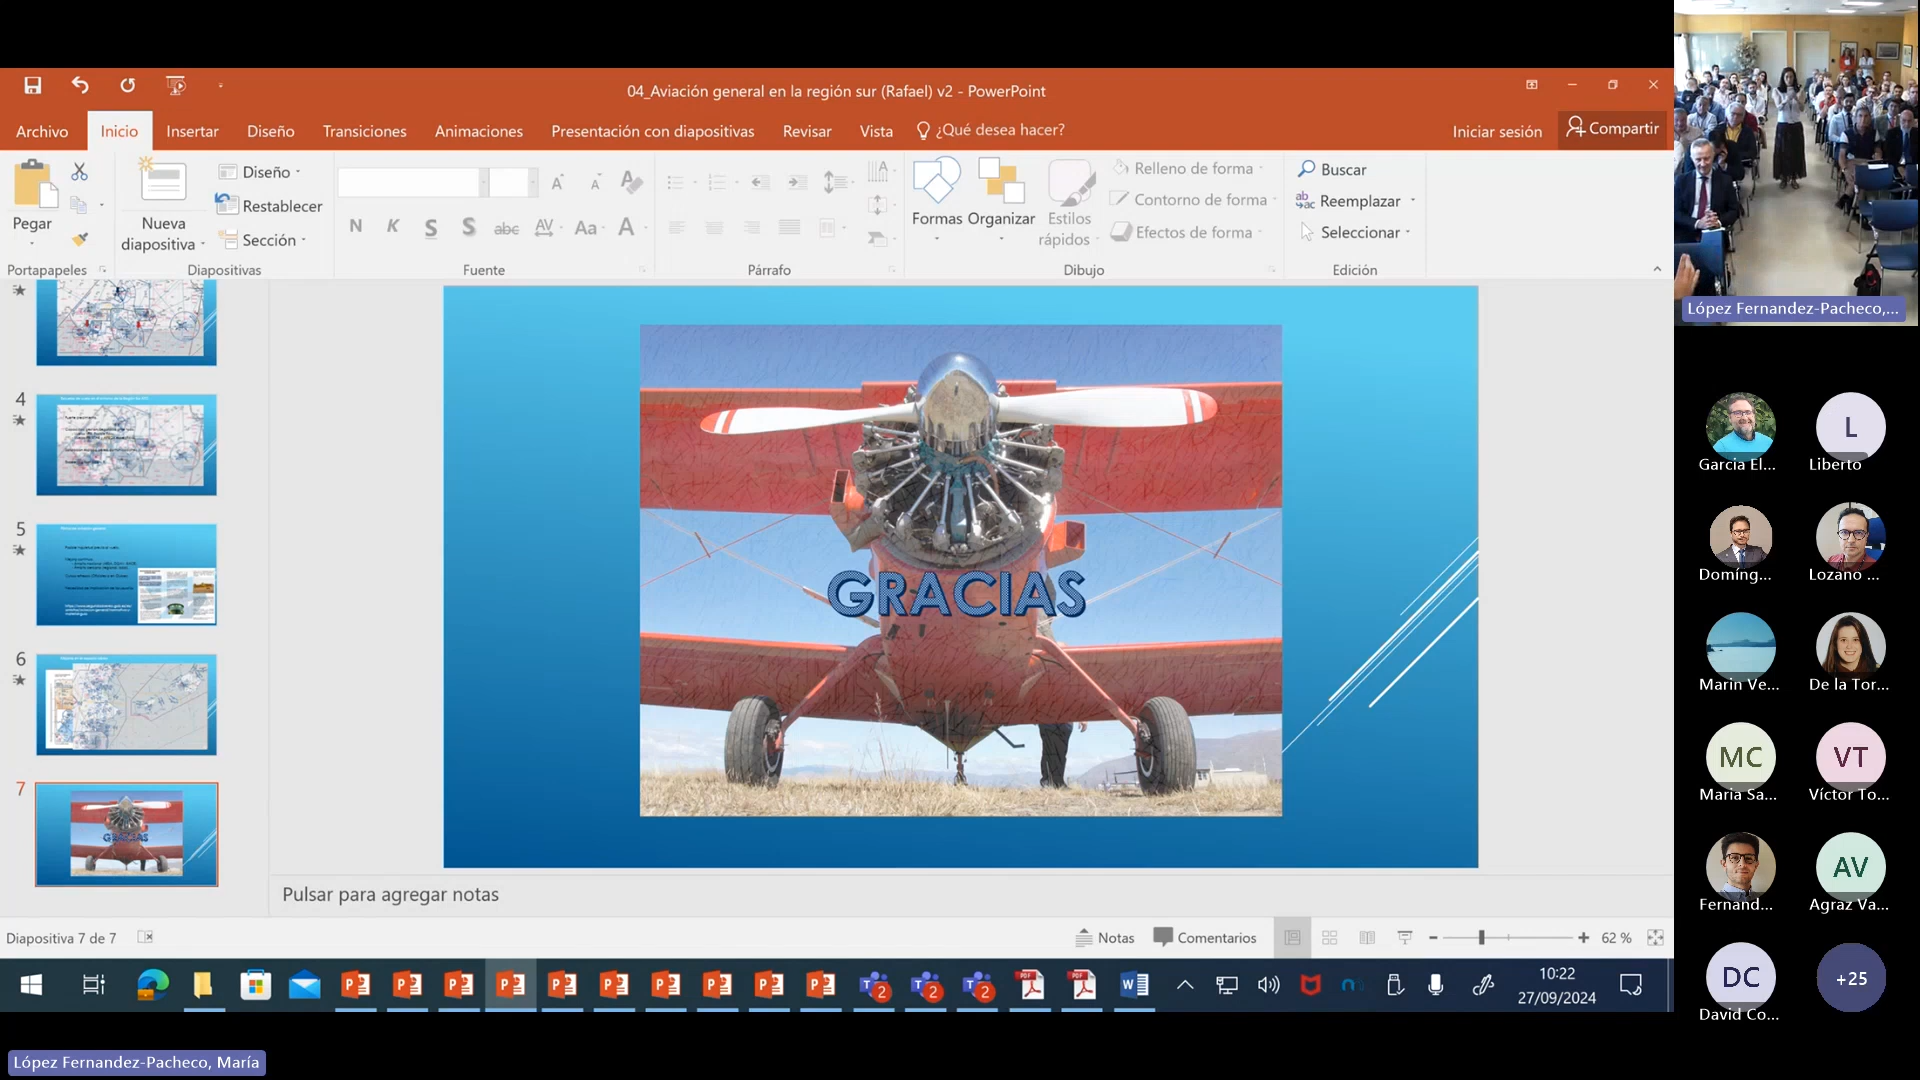 04_Aviación general en la región sur (Rafael) v2 - PowerPoint
Archivo
Inicio
Insertar
Diseño
Transiciones
Animaciones
Presentación con diapositivas
Revisar
Vista
¿Qué desea hacer?
Iniciar sesión
Compartir
Pegar
Portapapeles
Nueva
diapositiva
Diseño
Restablecer
Sección
Diapositivas
N K S S abc AV Aa A
Fuente
Párrafo
Formas
Organizar
Estilos
rápidos
Relleno de forma
Contorno de forma
Efectos de forma
Dibujo
Buscar
Reemplazar
Seleccionar
Edición
4
5
6
7
GRACIAS
Pulsar para agregar notas
Diapositiva 7 de 7
Notas
Comentarios
62 %
10:22
27/09/2024
López Fernandez-Pacheco,...
García El...
L
Liberto
Domíng...
Lozano ...
Marin Ve...
De la Tor...
MC
Maria Sa...
VT
Víctor To...
Fernand...
AV
Agraz Va...
DC
David Co...
+25
López Fernandez-Pacheco, María